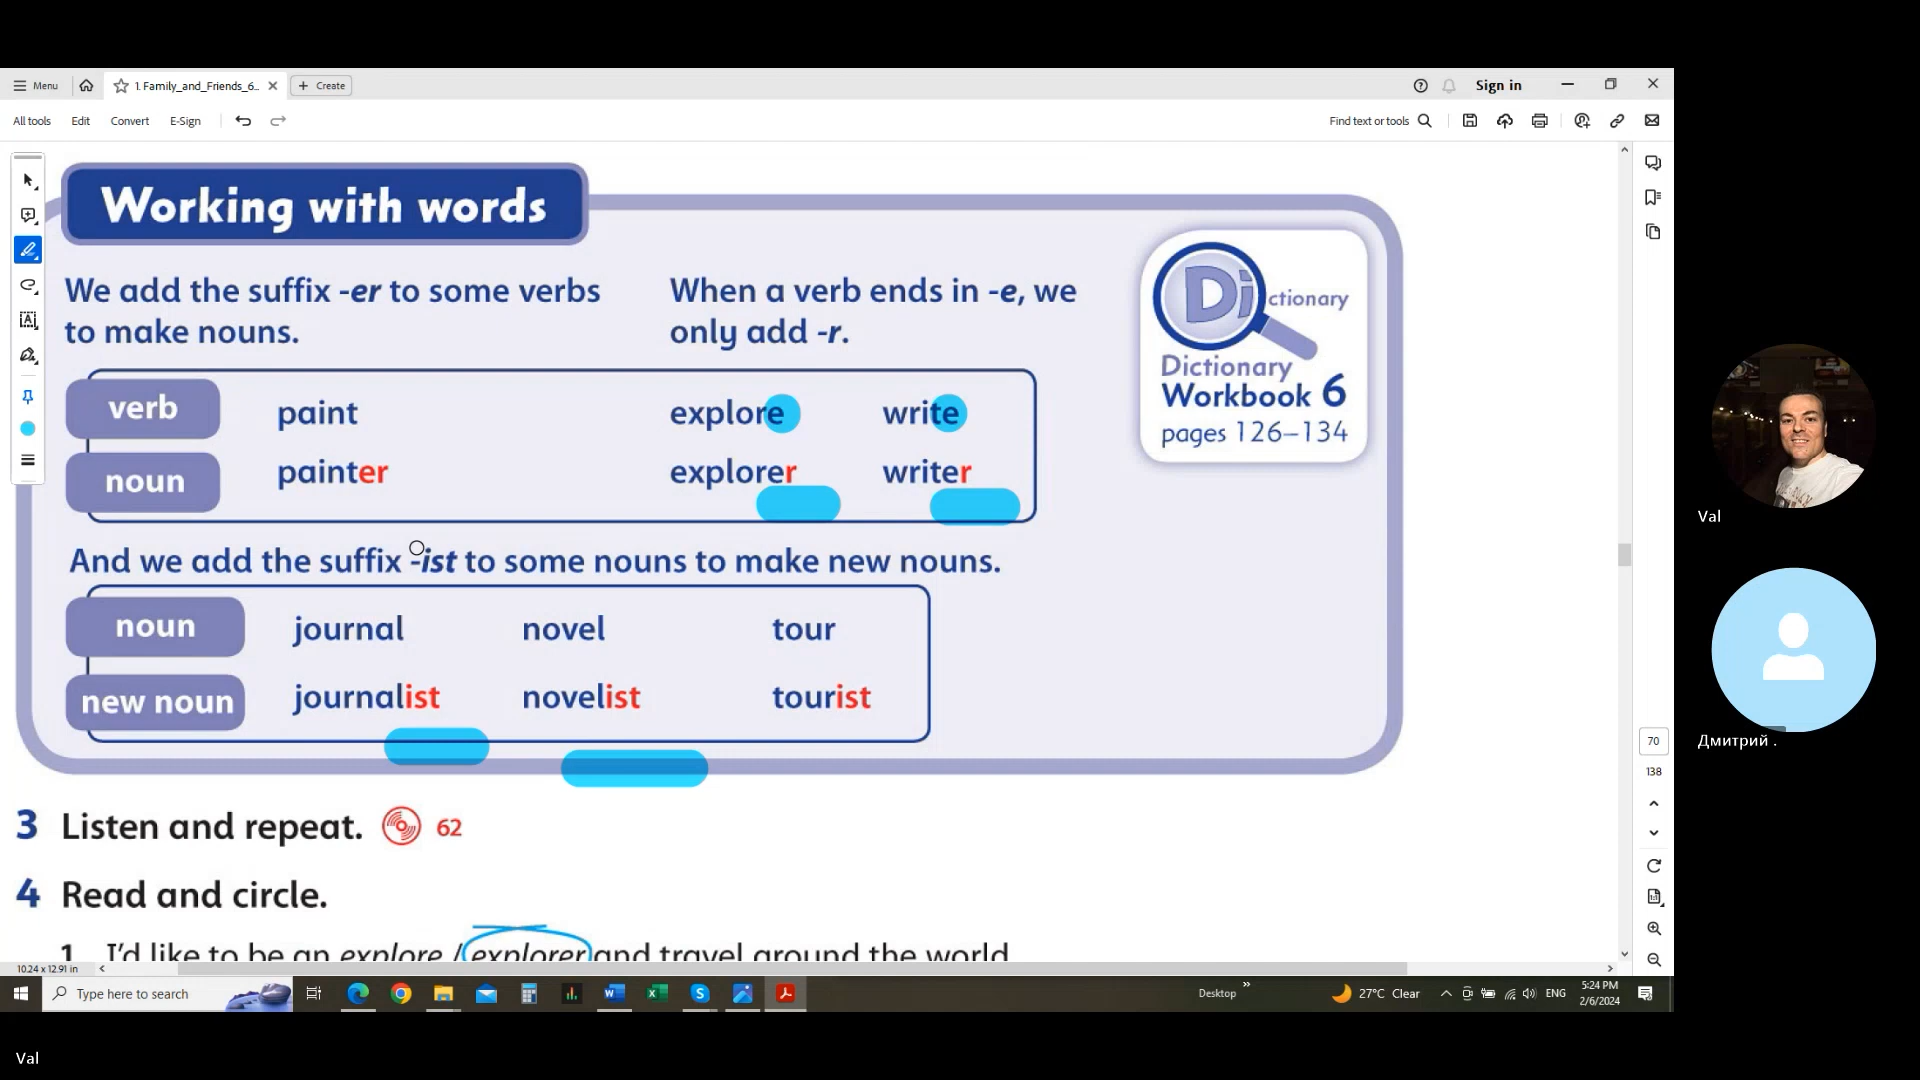 Menu
1. Family_and_Friends_6...
Create
Sign in
All tools
Edit
Convert
E-Sign
Find text or tools
Working with words
We add the suffix -er to some verbs
to make nouns.
When a verb ends in -e, we
only add -r.
Dictionary
Dictionary
Workbook 6
pages 126–134
verb paint explore write
noun painter explorer writer
And we add the suffix -ist to some nouns to make new nouns.
noun journal novel tour
new noun journalist novelist tourist
3 Listen and repeat. 62
4 Read and circle.
1 I'd like to be an explore / explorer and travel around the world
70
138
10.24 x 12.91 in
Type here to search
Desktop
27°C Clear
ENG
5:24 PM
2/6/2024
Val
Дмитрий .
Val